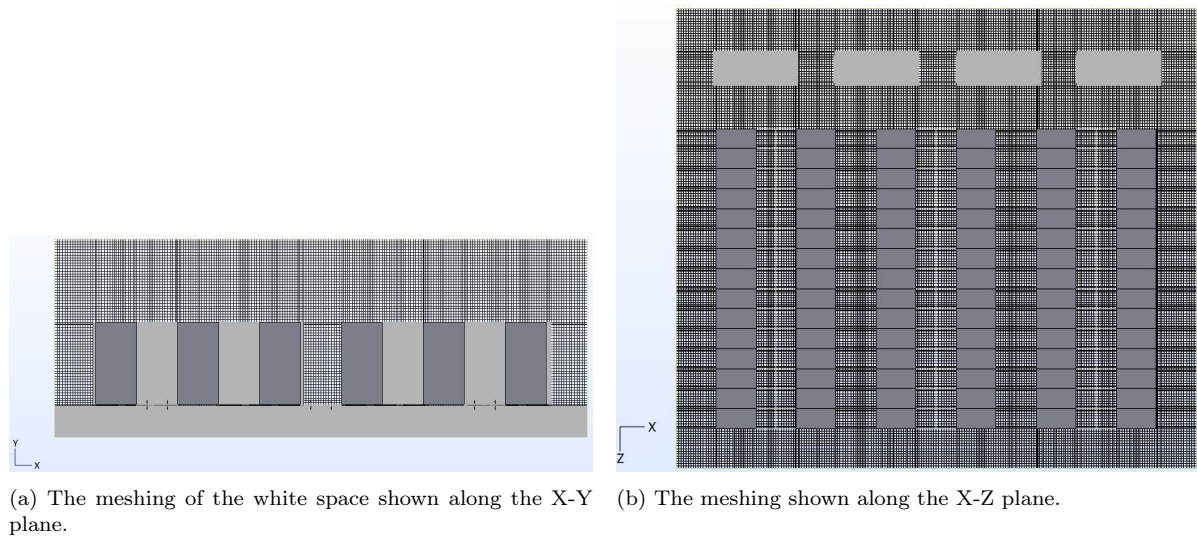 Y
X
X
Z
(a) The meshing of the white space shown along the X-Y
plane.
(b) The meshing shown along the X-Z plane.